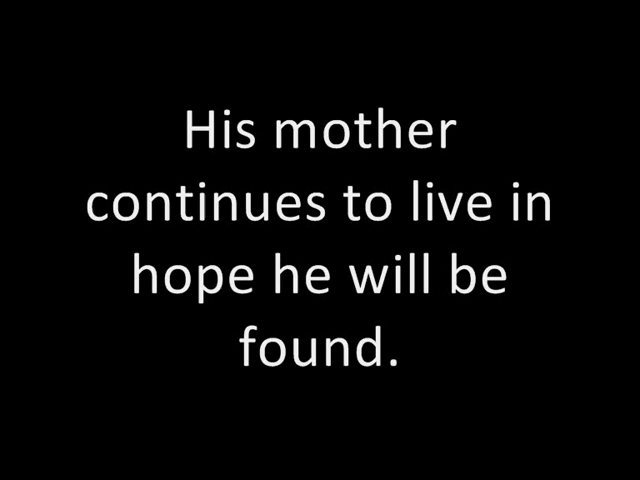 His mother
continues to live in
hope he will be
found.